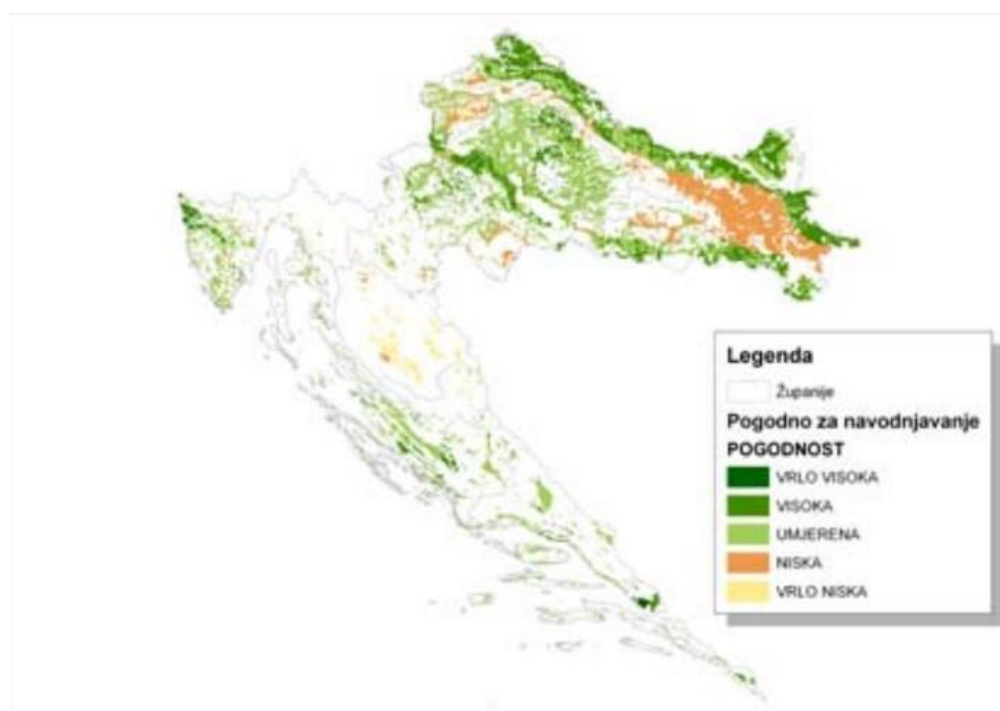 Legenda
Županije
Pogodno za navodnjavanje
POGODNOST
VRLO VISOKA
VISOKA
UMJERENA
NISKA
VRLO NISKA